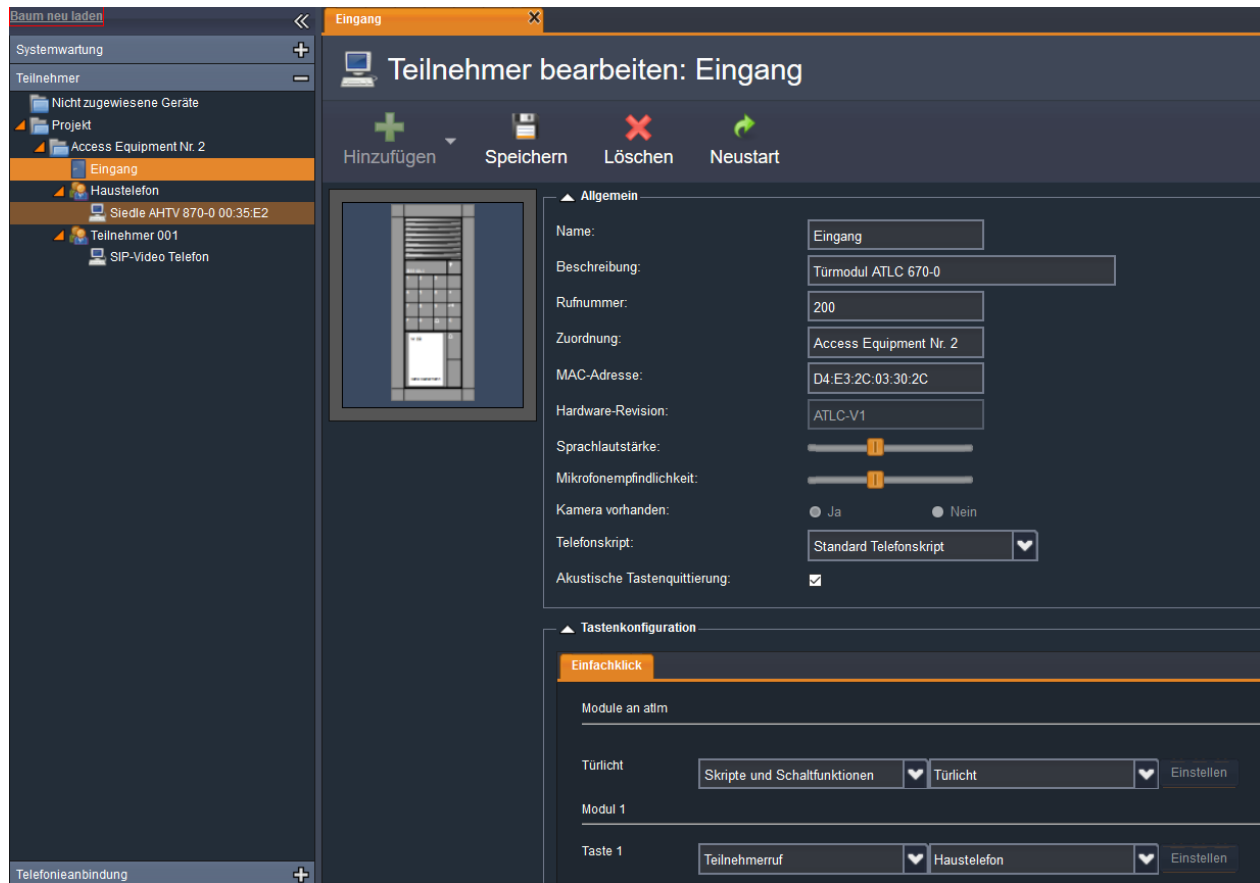 Baum neu laden
Systemwartung
Teilnehmer
Nicht zugewiesene Geräte
Projekt
Access Equipment Nr. 2
Eingang
Haustelefon
Siedle AHTV 870-0 00:35:E2
Teilnehmer 001
SIP-Video Telefon
Telefonieanbindung
Eingang
Teilnehmer bearbeiten: Eingang
Hinzufügen Speichern Löschen Neustart
Allgemein
Name: Eingang
Beschreibung: Türmodul ATLC 670-0
Rufnummer: 200
Zuordnung: Access Equipment Nr. 2
MAC-Adresse: D4:E3:2C:03:30:2C
Hardware-Revision: ATLC-V1
Sprachlautstärke:
Mikrofonempfindlichkeit:
Kamera vorhanden: Ja Nein
Telefonskript: Standard Telefonskript
Akustische Tastenquittierung:
Tastenkonfiguration
Einfachklick
Module an atlm
Türlicht Skripte und Schaltfunktionen Türlicht Einstellen
Modul 1
Taste 1 Teilnehmerruf Haustelefon Einstellen